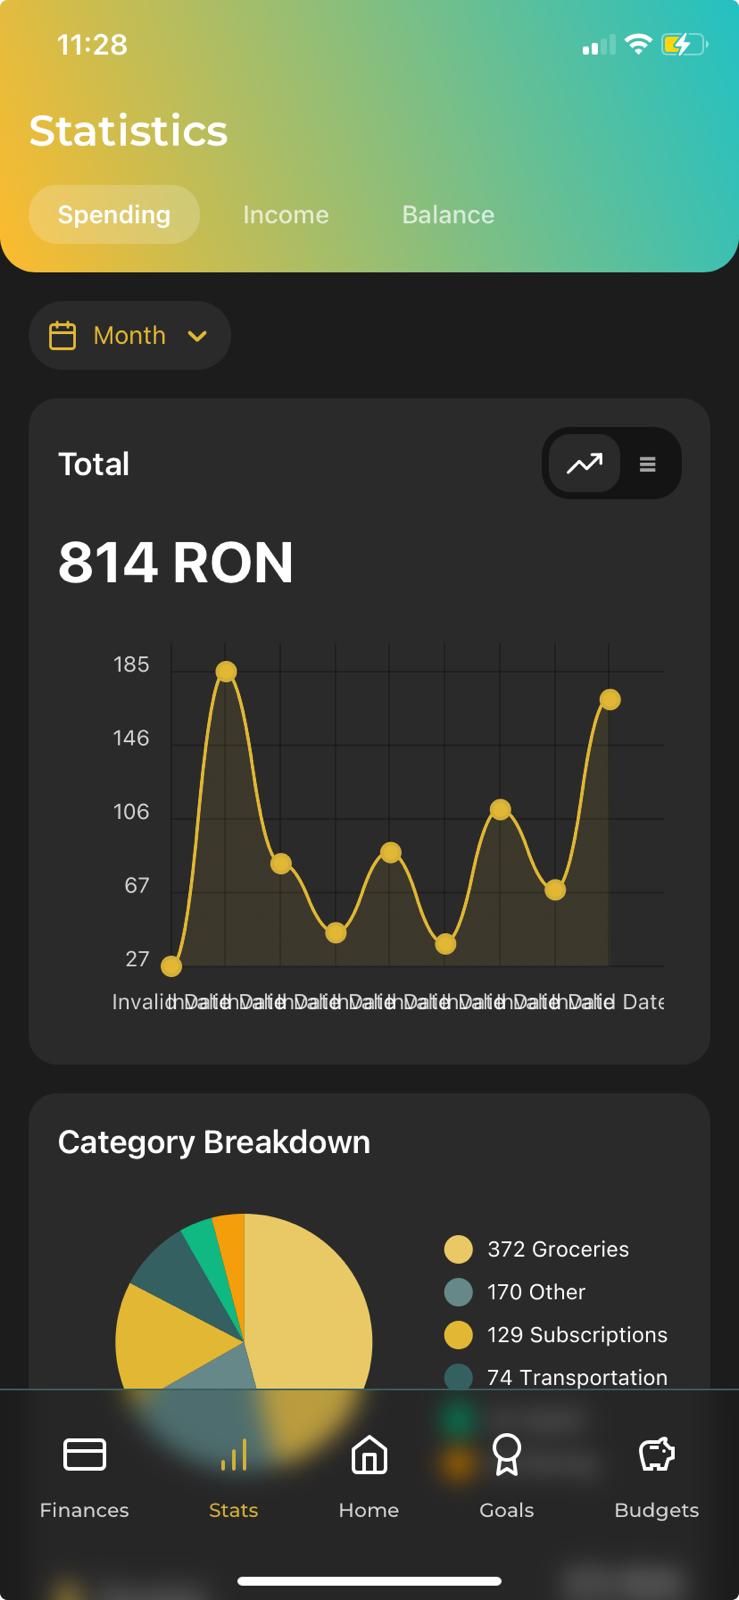 11:28
Statistics
Spending Income Balance
Month
Total
814 RON
185
146
106
67
27
Invalid Date
Category Breakdown
372 Groceries
170 Other
129 Subscriptions
74 Transportation
Finances Stats Home Goals Budgets